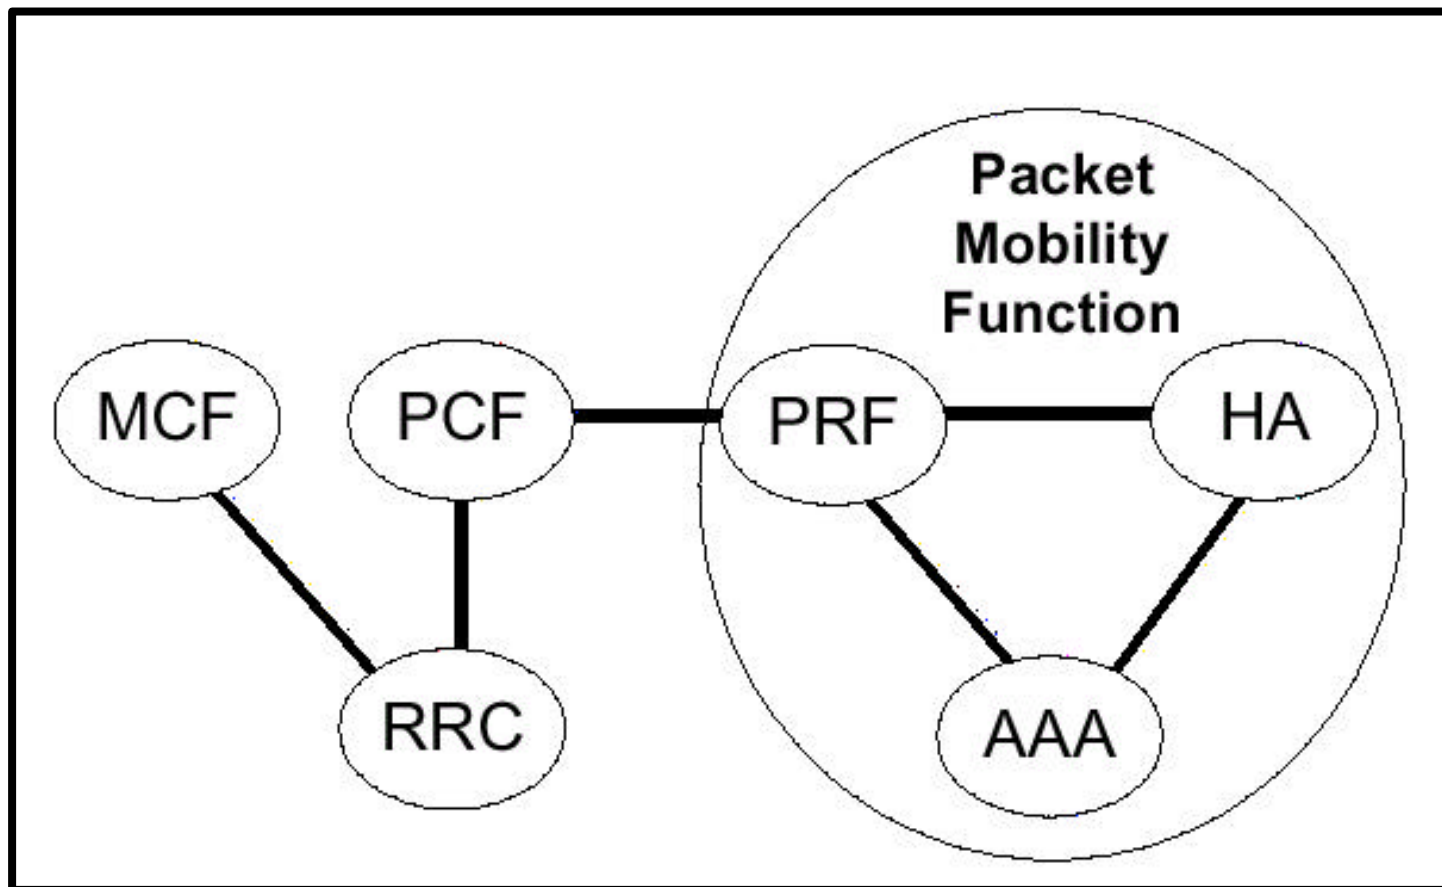 Packet
Mobility
Function
MCF
PCF
PRF
HA
RRC
AAA